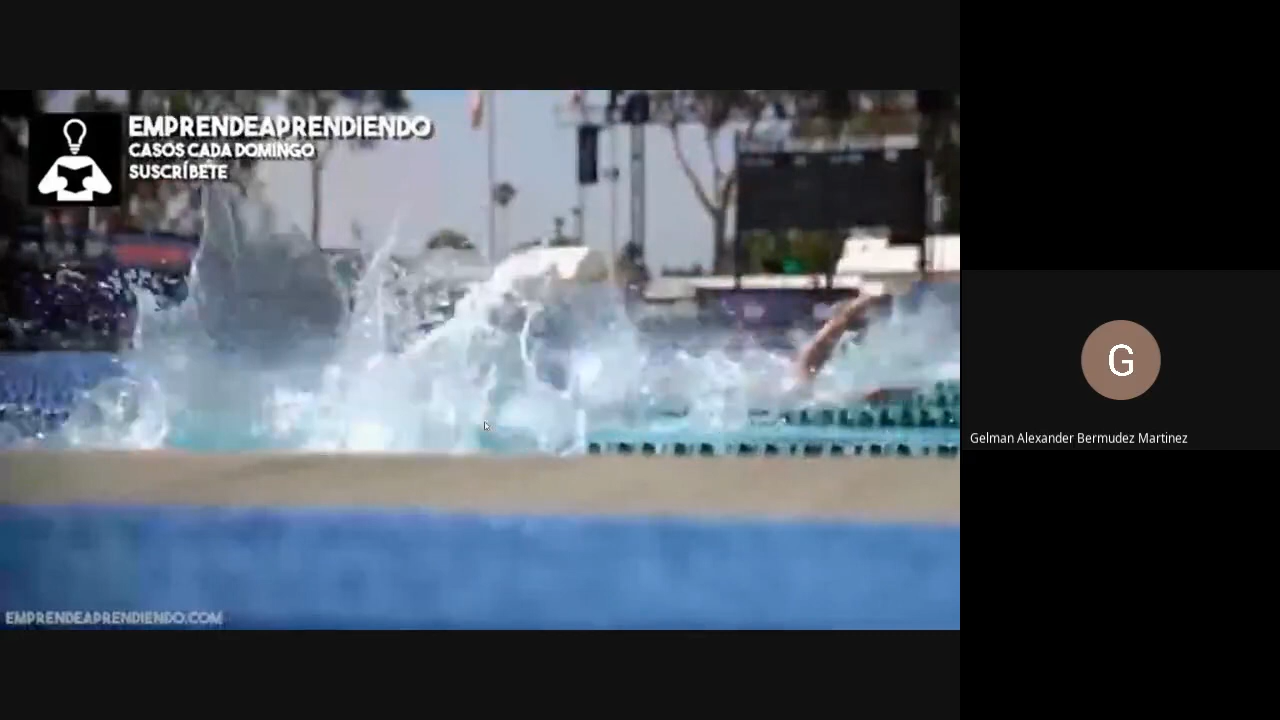 EMPRENDEAPRENDIENDO
CASOS CADA DOMINGO
SUSCRÍBETE
G
Gelman Alexander Bermudez Martinez
EMPRENDEAPRENDIENDO.COM